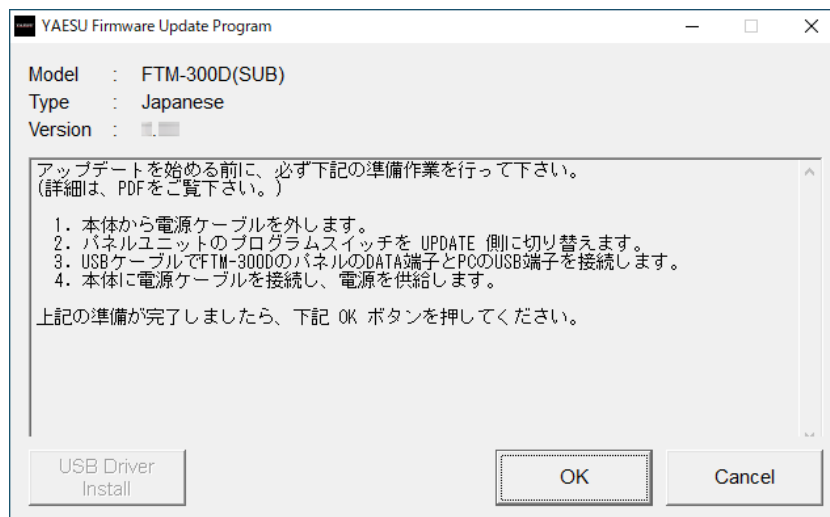 YAESU Firmware Update Program
Model : FTM-300D(SUB)
Type : Japanese
Version :
アップデートを始める前に、必ず下記の準備作業を行って下さい。
(詳細は、PDFをご覧下さい。)
1. 本体から電源ケーブルを外します。
2. パネルユニットのプログラムスイッチを UPDATE 側に切り替えます。
3. USBケーブルでFTM-300DのパネルのDATA端子とPCのUSB端子を接続します。
4. 本体に電源ケーブルを接続し、電源を供給します。
上記の準備が完了しましたら、下記 OK ボタンを押してください。
USB Driver
Install
OK
Cancel